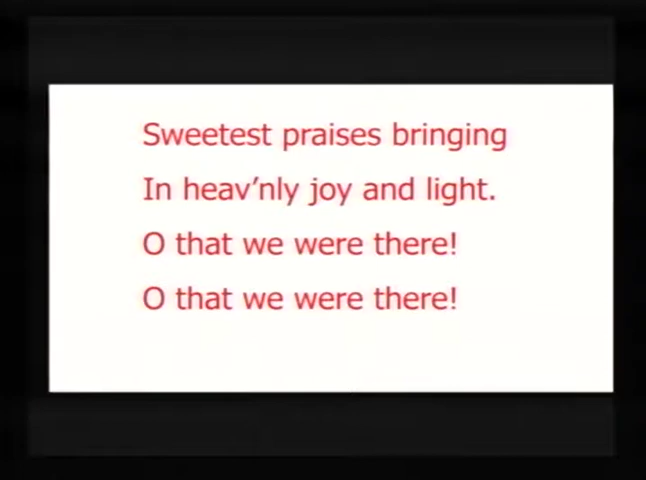 Sweetest praises bringing
In heav’nly joy and light.
O that we were there!
O that we were there!